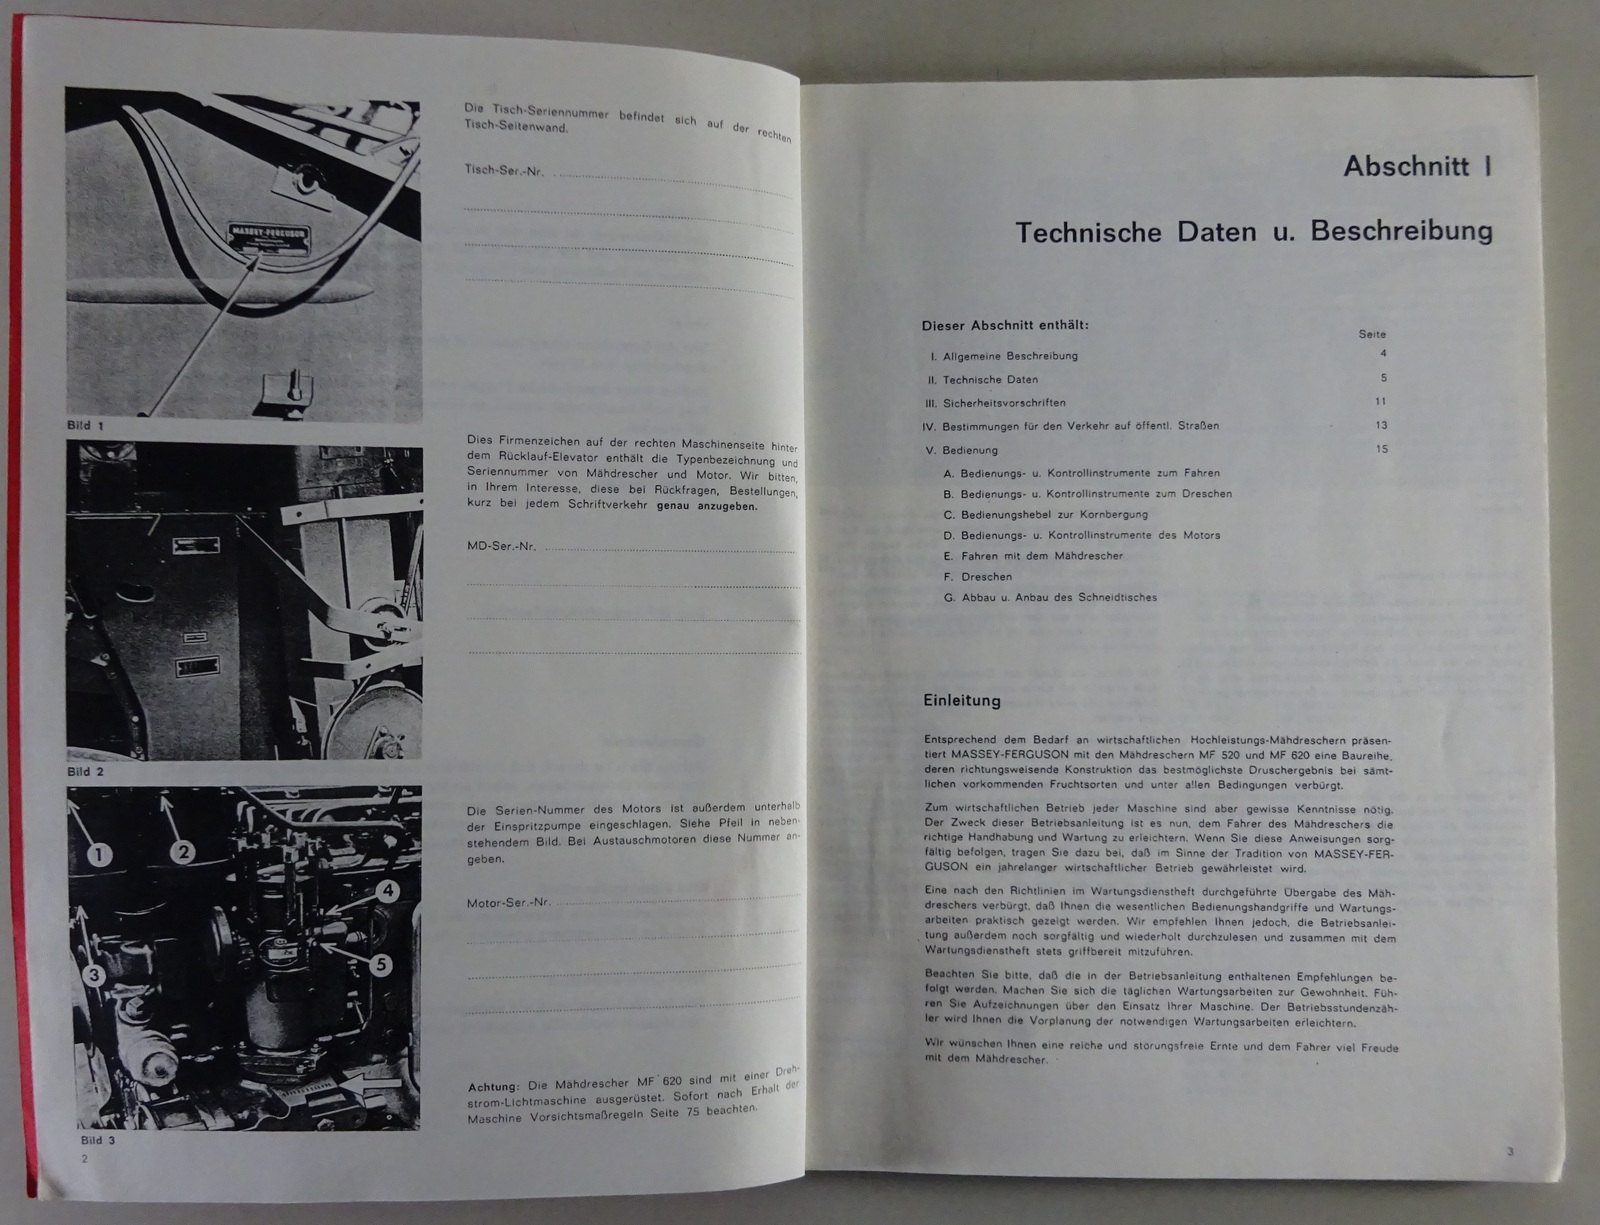 MASSEY-FERGUSON
Bild 1
Die Tisch-Seriennummer befindet sich auf der rechten
Tisch-Seitenwand.
Tisch-Ser.-Nr.
Bild 2
Dies Firmenzeichen auf der rechten Maschinenseite hinter
dem Rücklauf-Elevator enthält die Typenbezeichnung und
Seriennummer von Mähdrescher und Motor. Wir bitten,
in Ihrem Interesse, diese bei Rückfragen, Bestellungen,
kurz bei jedem Schriftverkehr genau anzugeben.
MD-Ser.-Nr.
1
2
4
3
5
Bild 3
Die Serien-Nummer des Motors ist außerdem unterhalb
der Einspritzpumpe eingeschlagen. Siehe Pfeil in neben-
stehendem Bild. Bei Austauschmotoren diese Nummer an-
geben.
Motor-Ser.-Nr.
Achtung: Die Mähdrescher MF 620 sind mit einer Dreh-
strom-Lichtmaschine ausgerüstet. Sofort nach Erhalt der
Maschine Vorsichtsmaßregeln Seite 75 beachten.
2
Abschnitt I
Technische Daten u. Beschreibung
Dieser Abschnitt enthält:
Seite
I. Allgemeine Beschreibung 4
II. Technische Daten 5
III. Sicherheitsvorschriften 11
IV. Bestimmungen für den Verkehr auf öffentl. Straßen 13
V. Bedienung 15
A. Bedienungs- u. Kontrollinstrumente zum Fahren
B. Bedienungs- u. Kontrollinstrumente zum Dreschen
C. Bedienungshebel zur Kornbergung
D. Bedienungs- u. Kontrollinstrumente des Motors
E. Fahren mit dem Mähdrescher
F. Dreschen
G. Abbau u. Anbau des Schneidtisches
Einleitung
Entsprechend dem Bedarf an wirtschaftlichen Hochleistungs-Mähdreschern präsen-
tiert MASSEY-FERGUSON mit den Mähdreschern MF 520 und MF 620 eine Baureihe,
deren richtungsweisende Konstruktion das bestmöglichste Druschergebnis bei sämt-
lichen vorkommenden Fruchtsorten und unter allen Bedingungen verbürgt.
Zum wirtschaftlichen Betrieb jeder Maschine sind aber gewisse Kenntnisse nötig.
Der Zweck dieser Betriebsanleitung ist es nun, dem Fahrer des Mähdreschers die
richtige Handhabung und Wartung zu erleichtern. Wenn Sie diese Anweisungen sorg-
fältig befolgen, tragen Sie dazu bei, daß im Sinne der Tradition von MASSEY-FER-
GUSON ein jahrelanger wirtschaftlicher Betrieb gewährleistet wird.
Eine nach den Richtlinien im Wartungsdienstheft durchgeführte Übergabe des Mäh-
dreschers verbürgt, daß Ihnen die wesentlichen Bedienungshandgriffe und Wartungs-
arbeiten praktisch gezeigt werden. Wir empfehlen Ihnen jedoch, die Betriebsanlei-
tung außerdem noch sorgfältig und wiederholt durchzulesen und zusammen mit dem
Wartungsdienstheft stets griffbereit mitzuführen.
Beachten Sie bitte, daß die in der Betriebsanleitung enthaltenen Empfehlungen be-
folgt werden. Machen Sie sich die täglichen Wartungsarbeiten zur Gewohnheit. Füh-
ren Sie Aufzeichnungen über den Einsatz Ihrer Maschine. Der Betriebsstundenzäh-
ler wird Ihnen die Vorplanung der notwendigen Wartungsarbeiten erleichtern.
Wir wünschen Ihnen eine reiche und störungsfreie Ernte und dem Fahrer viel Freude
mit dem Mähdrescher.
3